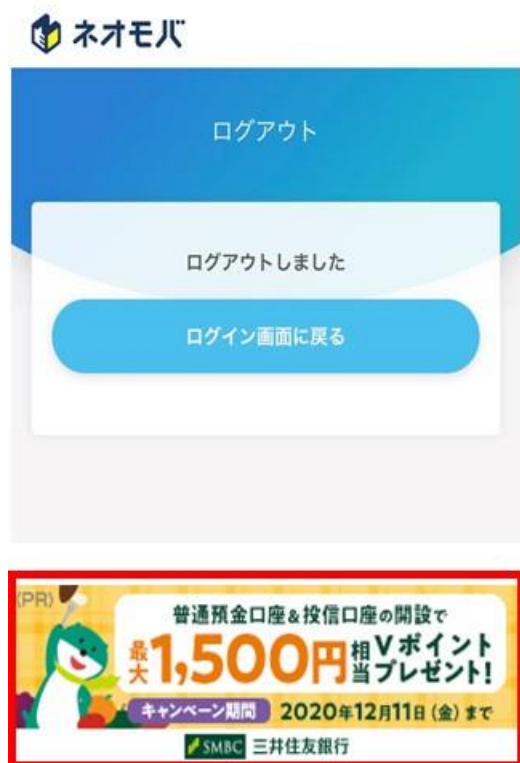 ネオモバ
ログアウト
ログアウトしました
ログイン画面に戻る
(PR)
普通預金口座&投信口座の開設で
最大1,500円相当Vポイントプレゼント!
キャンペーン期間 2020年12月11日(金)まで
SMBC 三井住友銀行